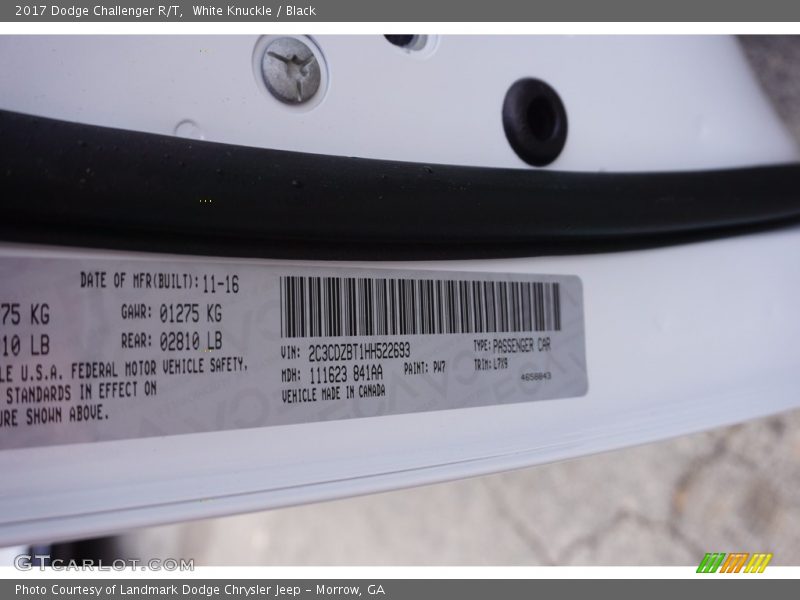 2017 Dodge Challenger R/T, White Knuckle / Black
DATE OF MFR(BUILT): 11-16
75 KG GAWR: 01275 KG
10 LB REAR: 02810 LB
LE U.S.A. FEDERAL MOTOR VEHICLE SAFETY,
STANDARDS IN EFFECT ON
URE SHOWN ABOVE.
VIN: 2C3CDZBT1HH522693 TYPE: PASSENGER CAR
MDH: 111623 841AA PAINT: PW7 TRIM: L7X9
VEHICLE MADE IN CANADA 4658843
GTCARLOT.COM
Photo Courtesy of Landmark Dodge Chrysler Jeep – Morrow, GA